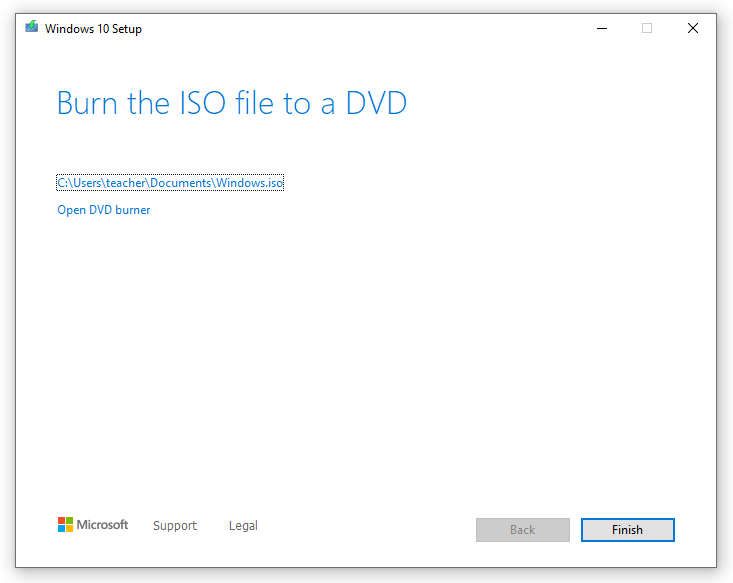 Windows 10 Setup
Burn the ISO file to a DVD
C:\Users\teacher\Documents\Windows.iso
Open DVD burner
Microsoft Support Legal Back Finish